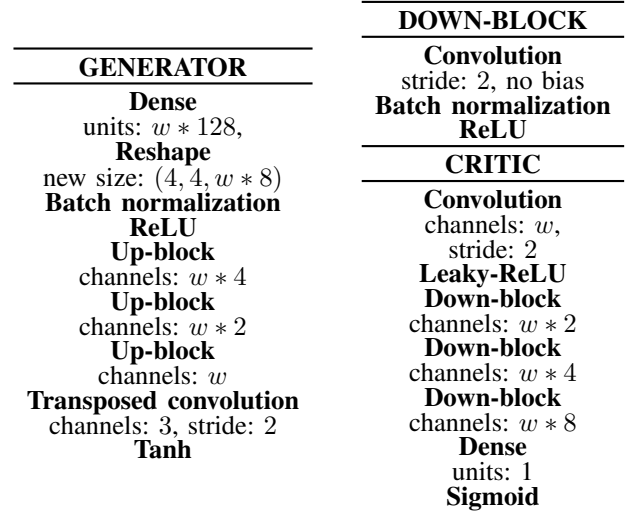 GENERATOR
Dense
units: w * 128,
Reshape
new size: (4, 4, w * 8)
Batch normalization
ReLU
Up-block
channels: w * 4
Up-block
channels: w * 2
Up-block
channels: w
Transposed convolution
channels: 3, stride: 2
Tanh
DOWN-BLOCK
Convolution
stride: 2, no bias
Batch normalization
ReLU
CRITIC
Convolution
channels: w,
stride: 2
Leaky-ReLU
Down-block
channels: w * 2
Down-block
channels: w * 4
Down-block
channels: w * 8
Dense
units: 1
Sigmoid